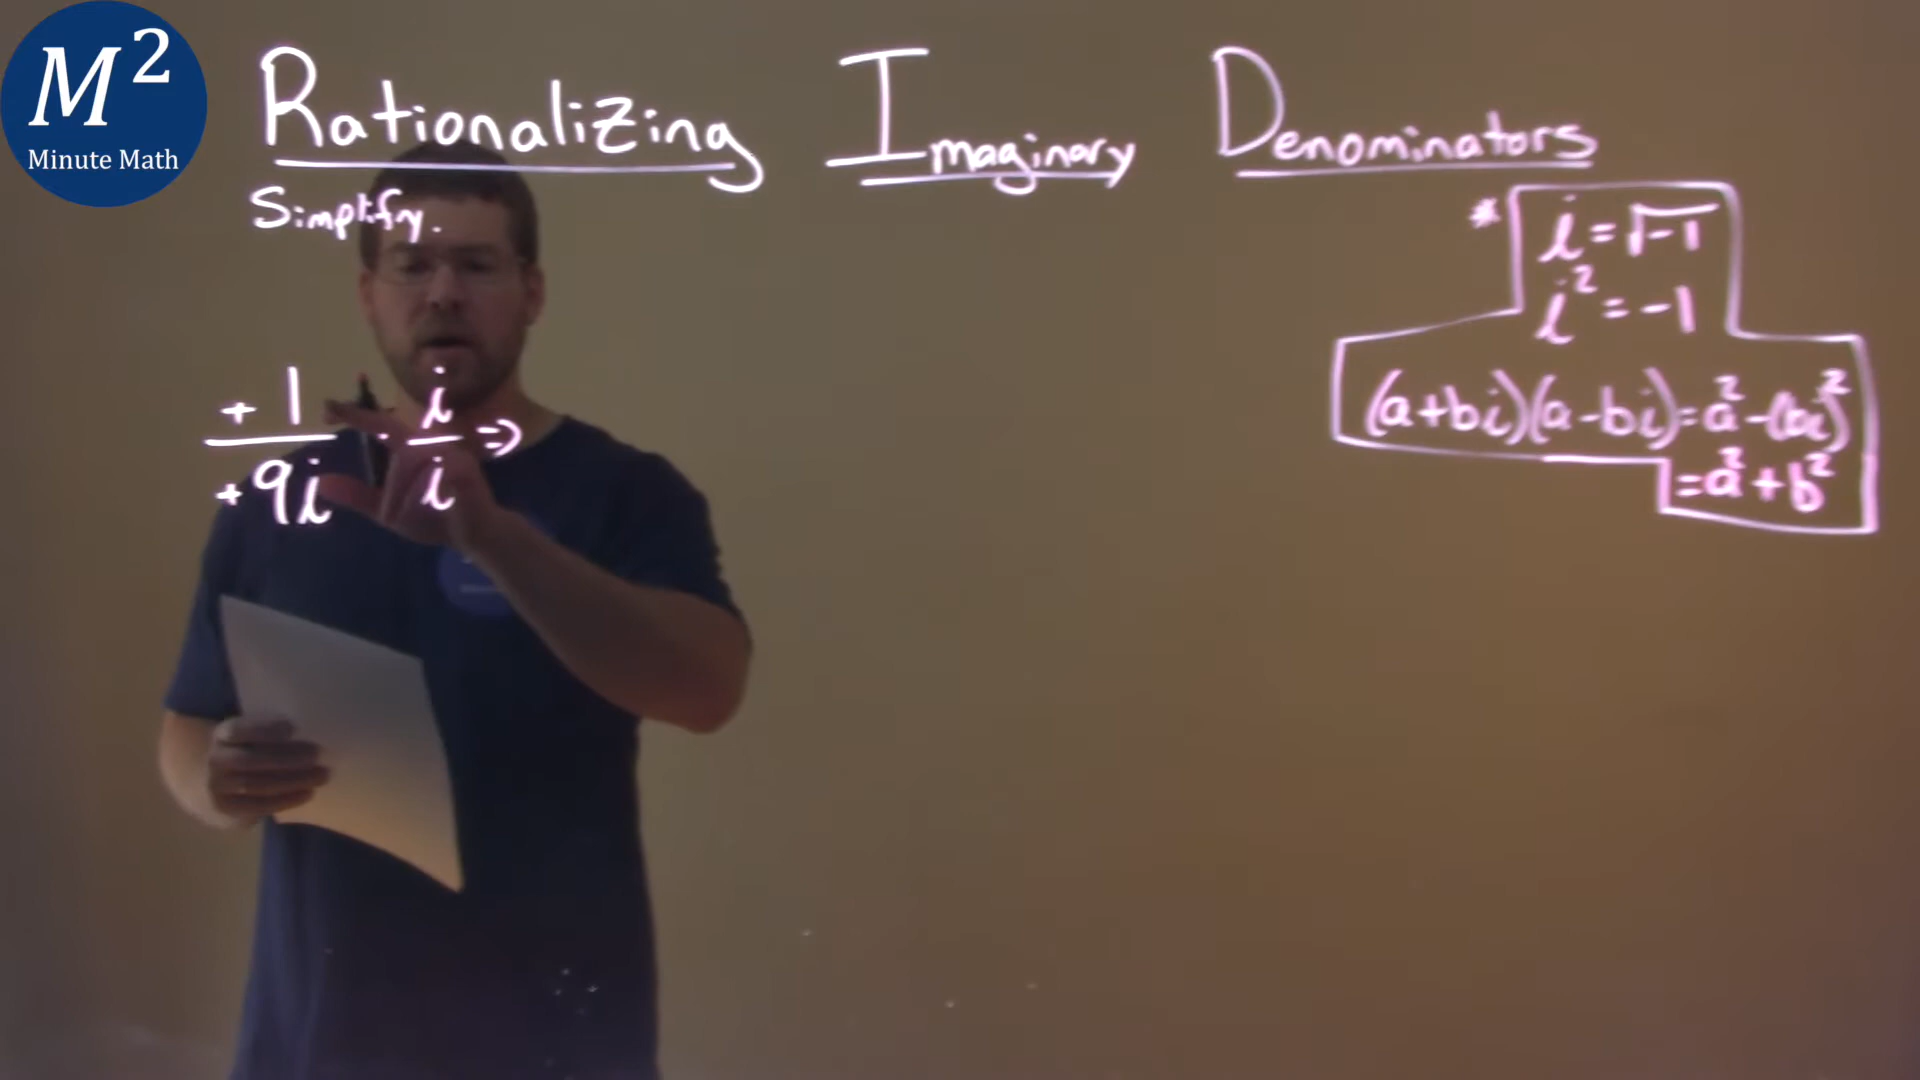 M²
Minute Math
Rationalizing Imaginary Denominators
Simplify.
* i = √-1
i² = -1
(a+bi)(a-bi)=a²-(bi)²
=a²+b²
+1 / +9i · i / i ⇒